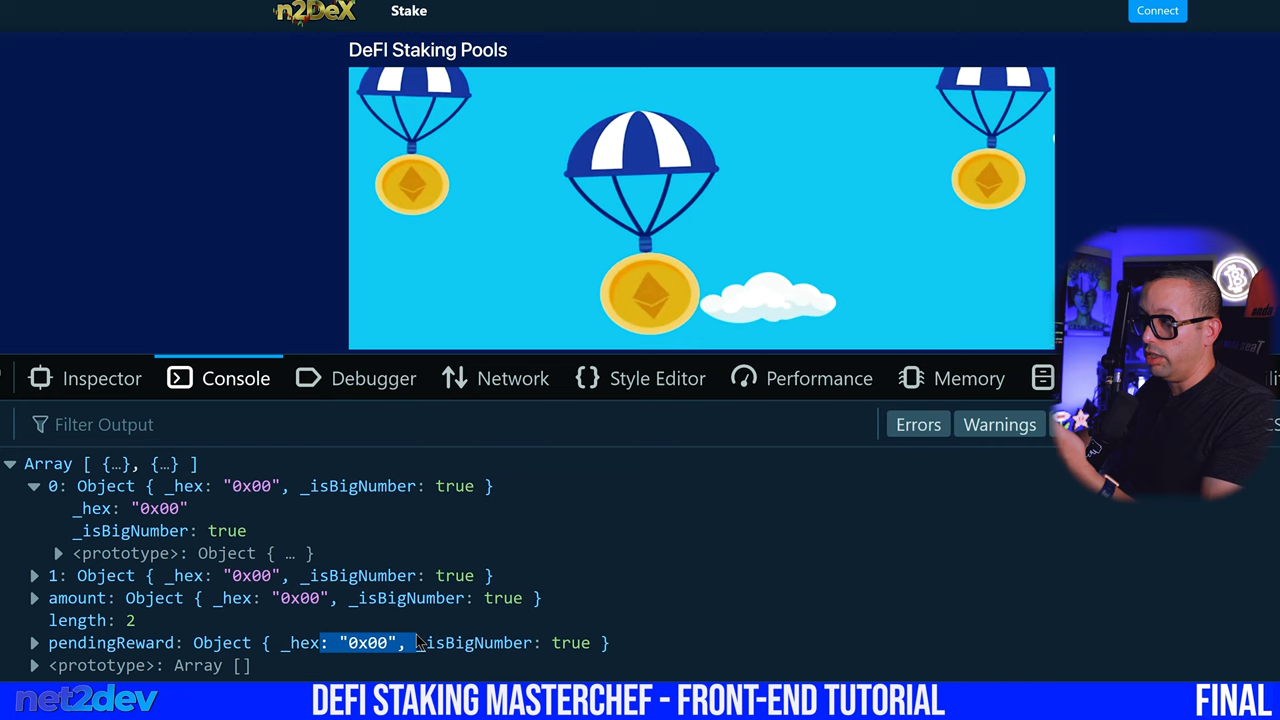 n2DeX
Stake
Connect
DeFI Staking Pools
Inspector
Console
Debugger
Network
Style Editor
Performance
Memory
Filter Output
Errors
Warnings
Array [ {…}, {…} ]
0: Object { _hex: "0x00", _isBigNumber: true }
_hex: "0x00"
_isBigNumber: true
<prototype>: Object { … }
1: Object { _hex: "0x00", _isBigNumber: true }
amount: Object { _hex: "0x00", _isBigNumber: true }
length: 2
pendingReward: Object { _hex: "0x00", _isBigNumber: true }
<prototype>: Array []
net2dev
DEFI STAKING MASTERCHEF - FRONT-END TUTORIAL
FINAL